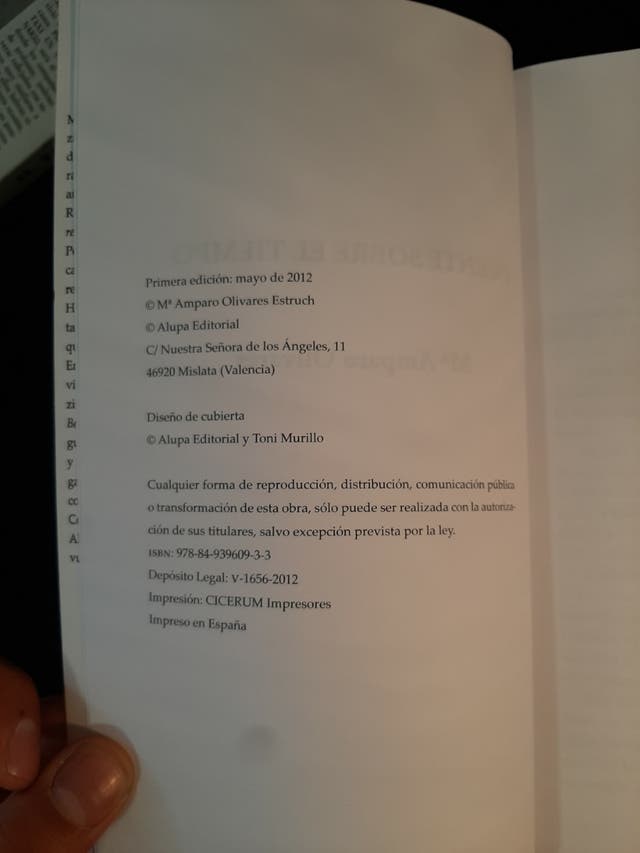 Primera edición: mayo de 2012
© Mª Amparo Olivares Estruch
© Alupa Editorial
C/ Nuestra Señora de los Ángeles, 11
46920 Mislata (Valencia)
Diseño de cubierta
© Alupa Editorial y Toni Murillo
Cualquier forma de reproducción, distribución, comunicación pública
o transformación de esta obra, sólo puede ser realizada con la autoriza-
ción de sus titulares, salvo excepción prevista por la ley.
ISBN: 978-84-939609-3-3
Depósito Legal: V-1656-2012
Impresión: CICERUM Impresores
Impreso en España